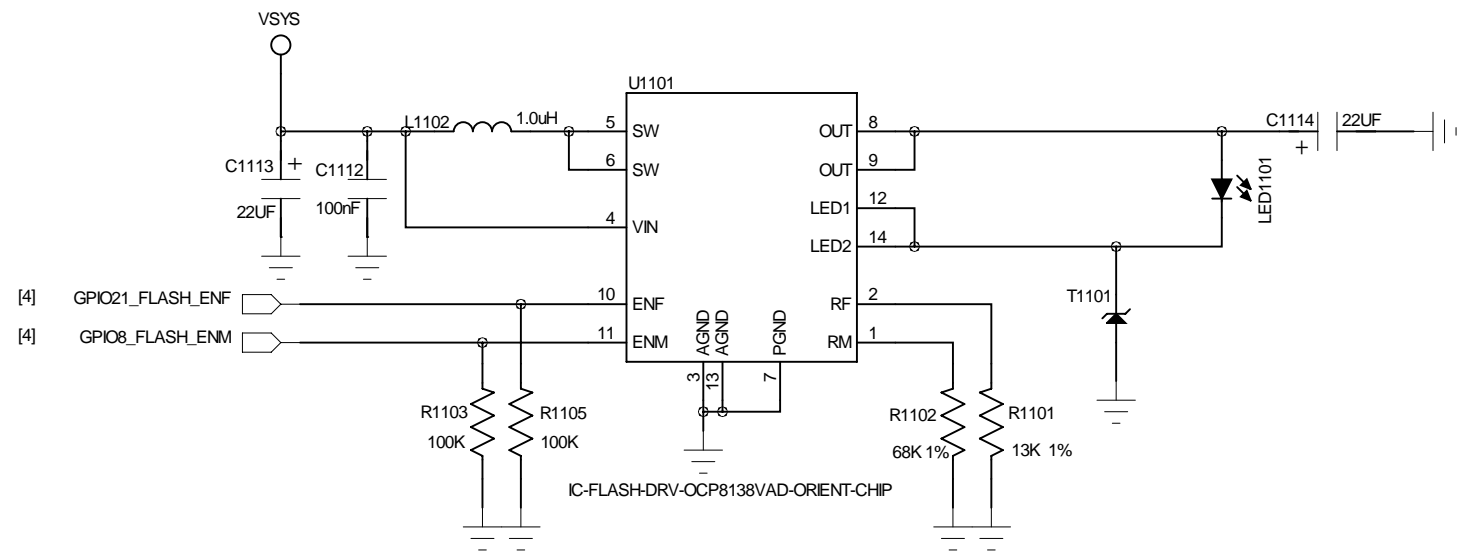 VSYS
U1101
L1102 1.0uH 5 SW OUT 8 C1114 22UF
+
C1113 + C1112 6 SW OUT 9
22UF 100nF LED1 12 LED1101
4 VIN LED2 14
[4] GPIO21_FLASH_ENF 10 ENF RF 2 T1101
[4] GPIO8_FLASH_ENM 11 ENM RM 1
AGND AGND PGND
3 13 7
R1103 R1105 R1102 R1101
100K 100K 68K 1% 13K 1%
IC-FLASH-DRV-OCP8138VAD-ORIENT-CHIP